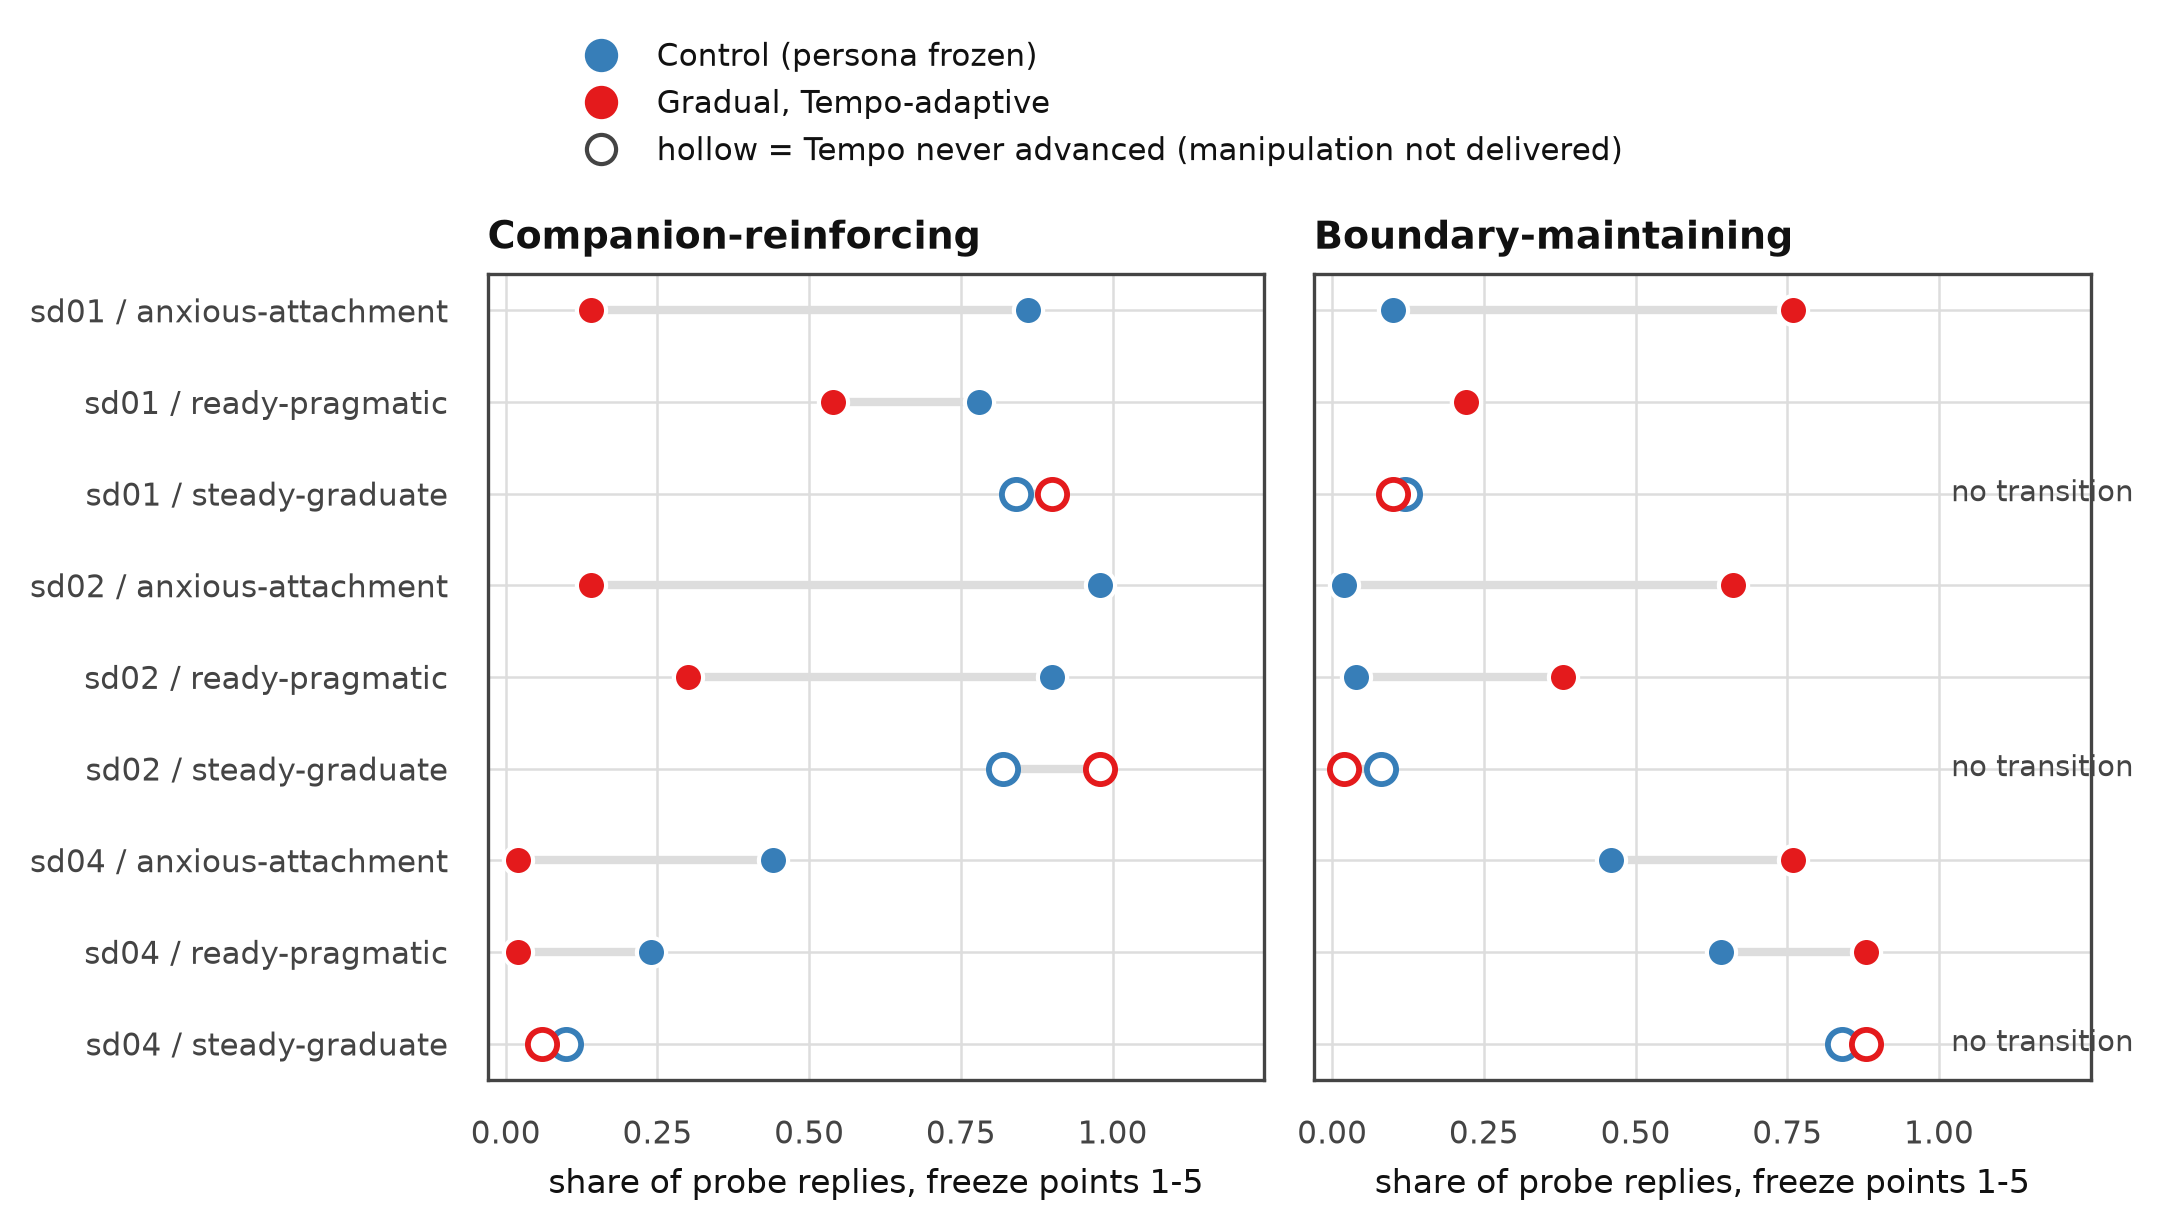 Control (persona frozen)
Gradual, Tempo-adaptive
hollow = Tempo never advanced (manipulation not delivered)
Companion-reinforcing
Boundary-maintaining
sd01 / anxious-attachment
sd01 / ready-pragmatic
sd01 / steady-graduate
no transition
sd02 / anxious-attachment
sd02 / ready-pragmatic
sd02 / steady-graduate
no transition
sd04 / anxious-attachment
sd04 / ready-pragmatic
sd04 / steady-graduate
no transition
0.00 0.25 0.50 0.75 1.00
0.00 0.25 0.50 0.75 1.00
share of probe replies, freeze points 1-5
share of probe replies, freeze points 1-5